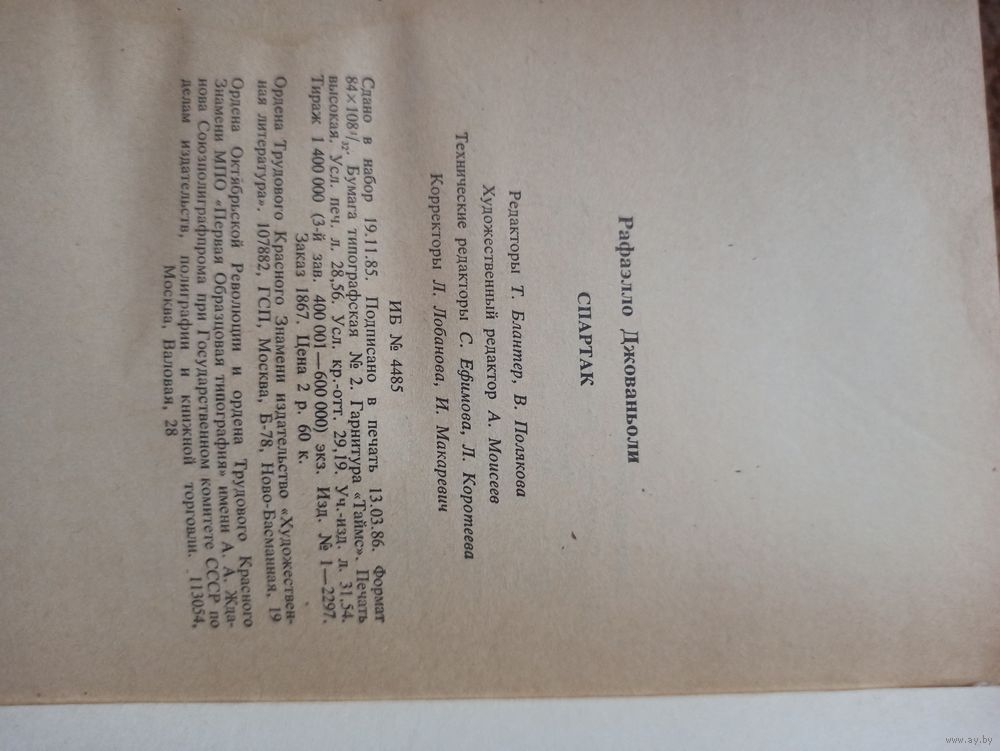 Рафаэлло Джованьоли
СПАРТАК
Редакторы Т. Блантер, В. Полякова
Художественный редактор А. Моисеев
Технические редакторы С. Ефимова, Л. Коротеева
Корректоры Л. Лобанова, И. Макаревич
ИБ № 4485
Сдано в набор 19.11.85. Подписано в печать 13.03.86. Формат
84×108¹/₃₂. Бумага типографская № 2. Гарнитура «Таймс». Печать
высокая. Усл. печ. л. 28,56. Усл. кр.-отт. 29,19. Уч.-изд. л. 31,54.
Тираж 1 400 000 (3-й зав. 400 001—600 000) экз. Изд. № 1—2297.
Заказ 1867. Цена 2 р. 60 к.
Ордена Трудового Красного Знамени издательство «Художествен-
ная литература». 107882, ГСП, Москва, Б-78, Ново-Басманная, 19
Ордена Октябрьской Революции и ордена Трудового Красного
Знамени МПО «Первая Образцовая типография» имени А. А. Жда-
нова Союзполиграфпрома при Государственном комитете СССР по
делам издательств, полиграфии и книжной торговли. 113054,
Москва, Валовая, 28
www.ay.by